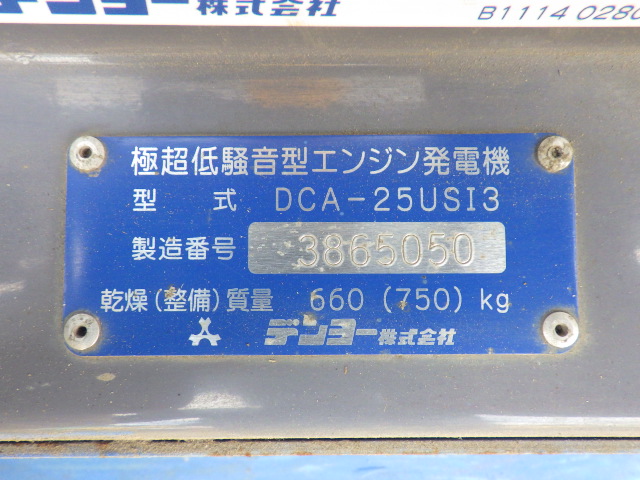 デンヨー株式会社
B1114 0280
極超低騒音型エンジン発電機
型 式 DCA-25USI3
製造番号 3865050
乾燥(整備)質量 660 (750) kg
デンヨー株式会社